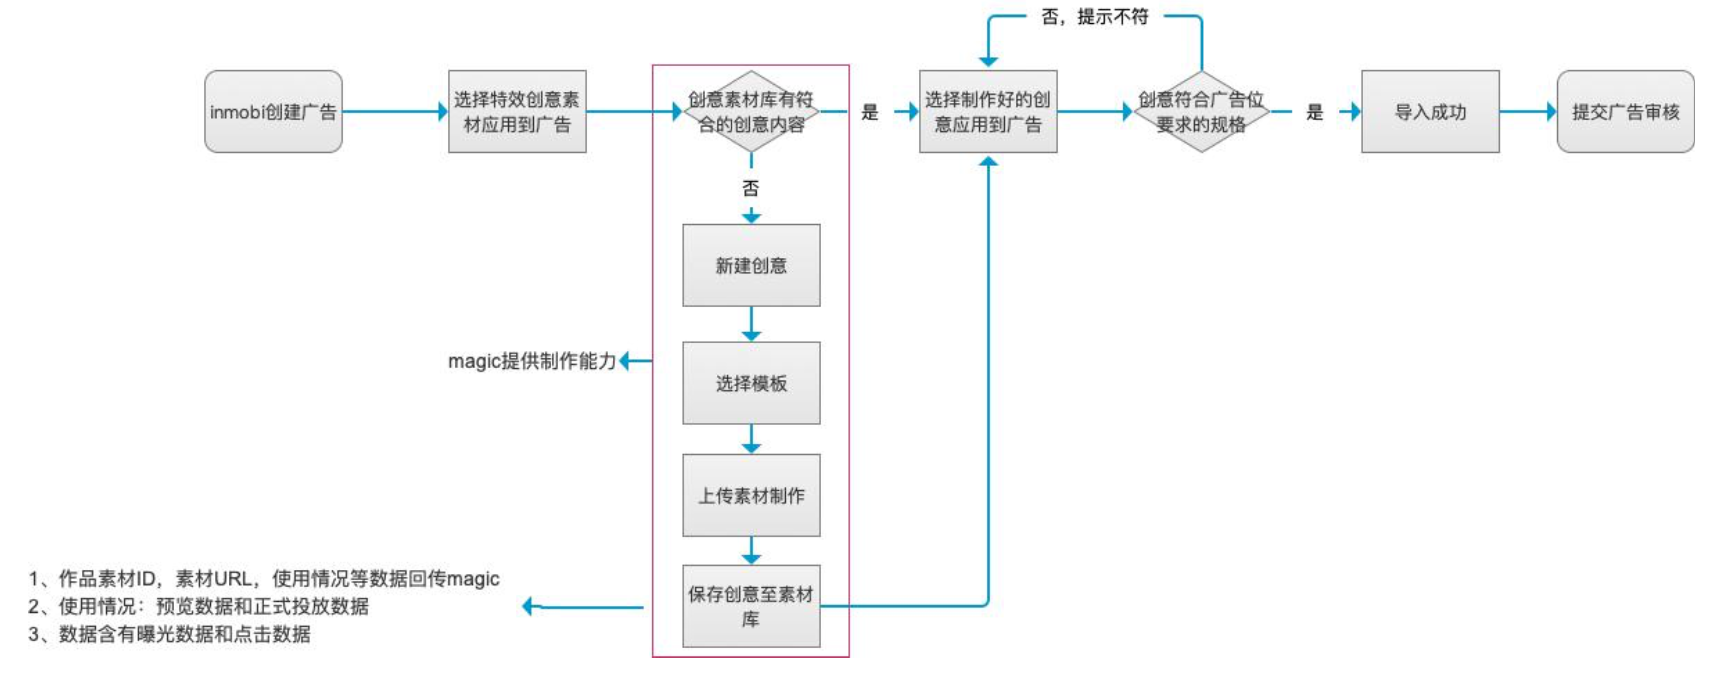 否，提示不符
inmobi创建广告
选择特效创意素
材应用到广告
创意素材库有符
合的创意内容
是
选择制作好的创
意应用到广告
创意符合广告位
要求的规格
是
导入成功
提交广告审核
否
新建创意
magic提供制作能力
选择模板
上传素材制作
保存创意至素材
库
1、作品素材ID，素材URL，使用情况等数据回传magic
2、使用情况：预览数据和正式投放数据
3、数据含有曝光数据和点击数据